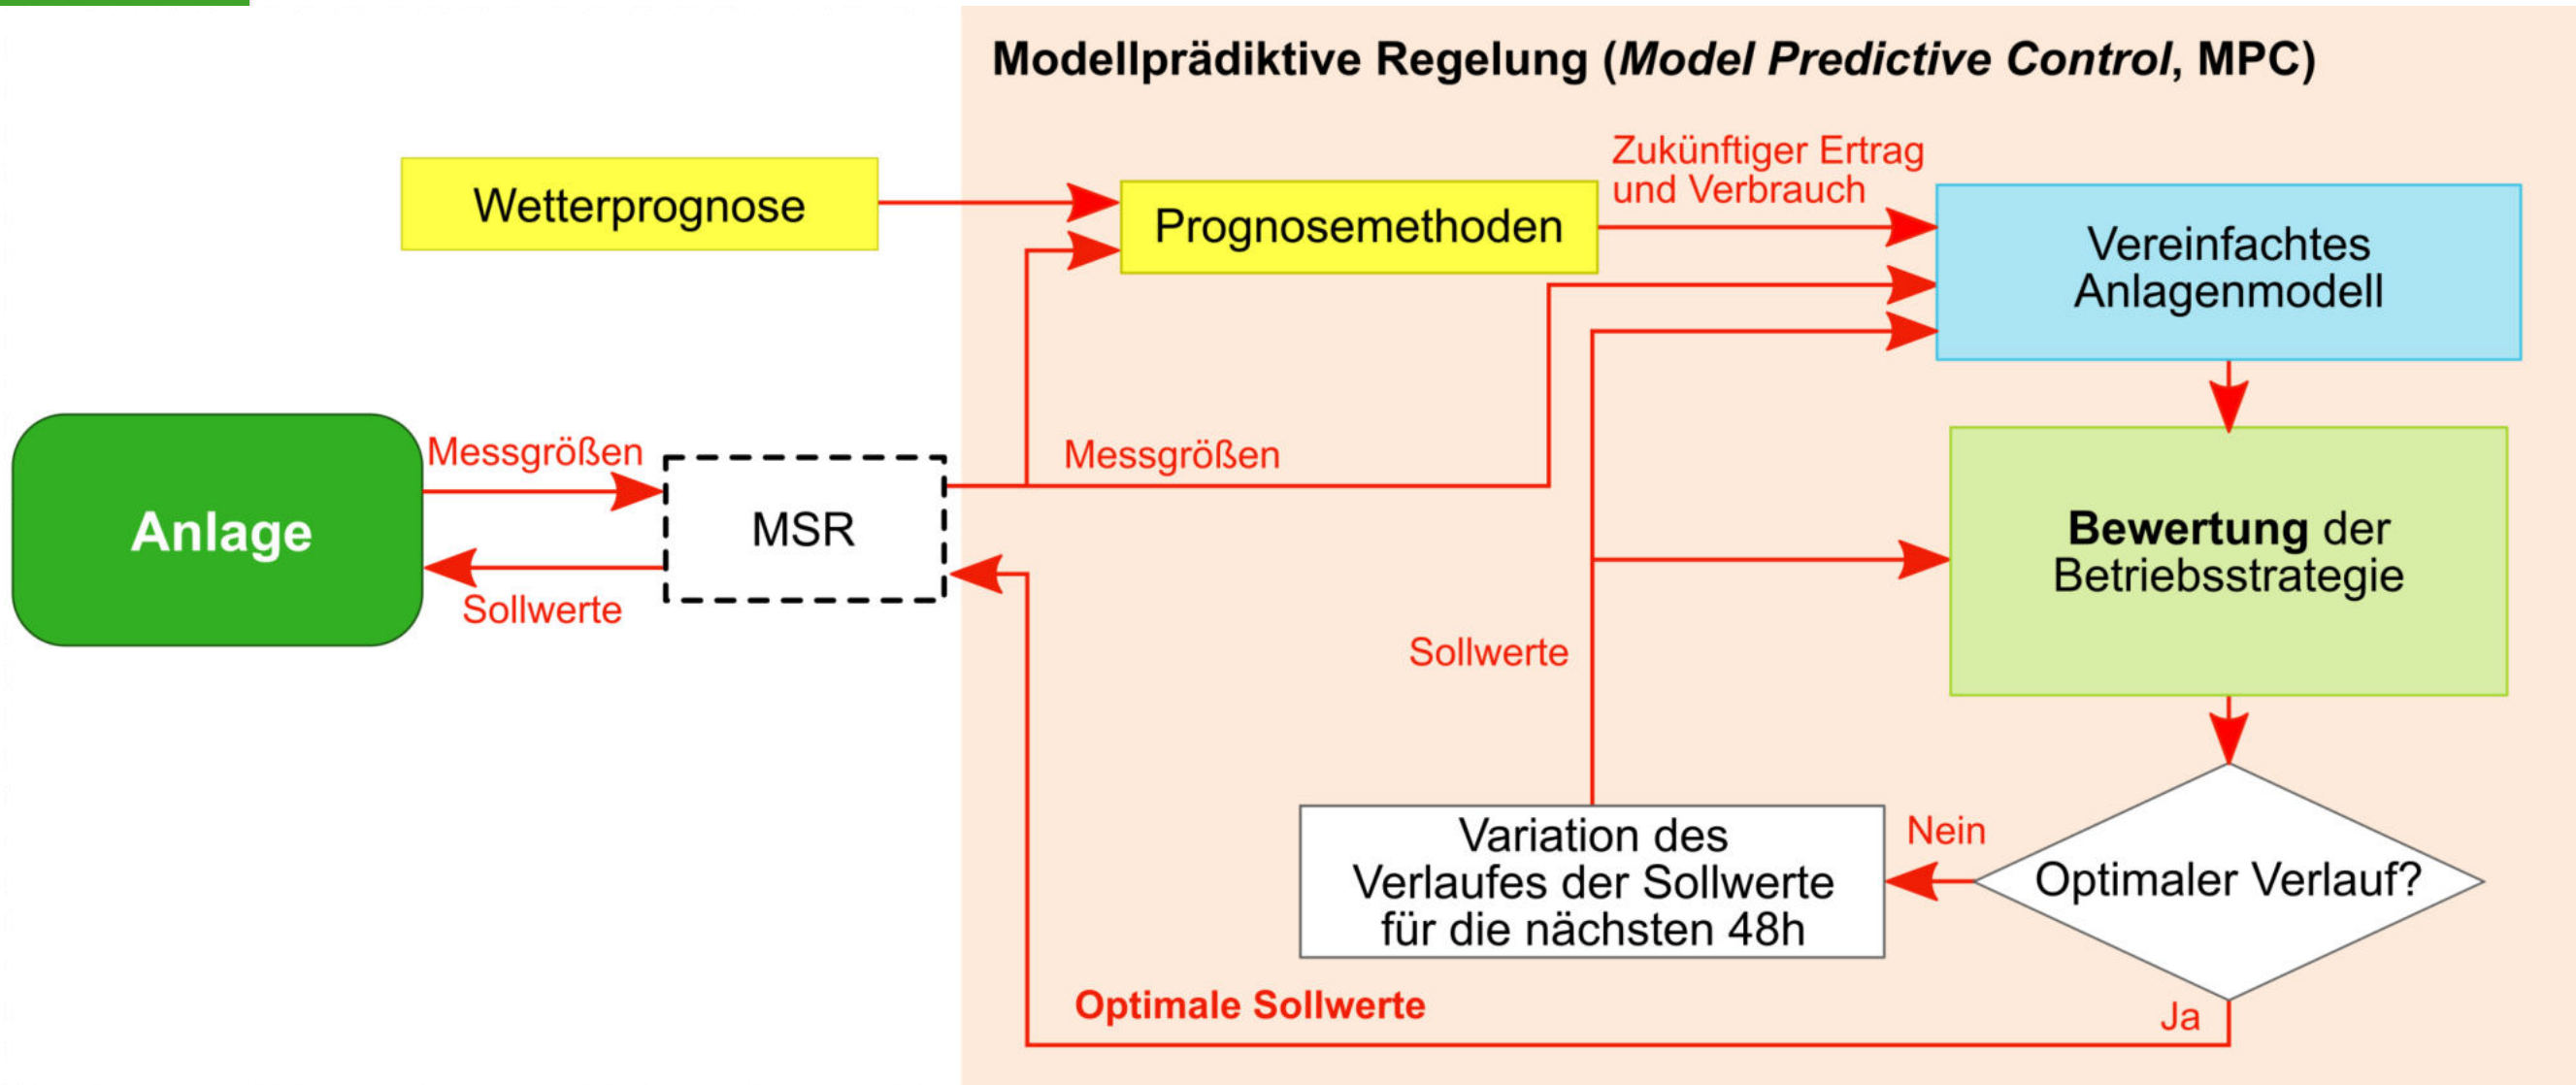 Modellprädiktive Regelung (Model Predictive Control, MPC)
Wetterprognose
Prognosemethoden
Zukünftiger Ertrag
und Verbrauch
Vereinfachtes
Anlagenmodell
Anlage
Messgrößen
Sollwerte
MSR
Messgrößen
Bewertung der
Betriebsstrategie
Sollwerte
Variation des
Verlaufes der Sollwerte
für die nächsten 48h
Nein
Optimaler Verlauf?
Optimale Sollwerte
Ja